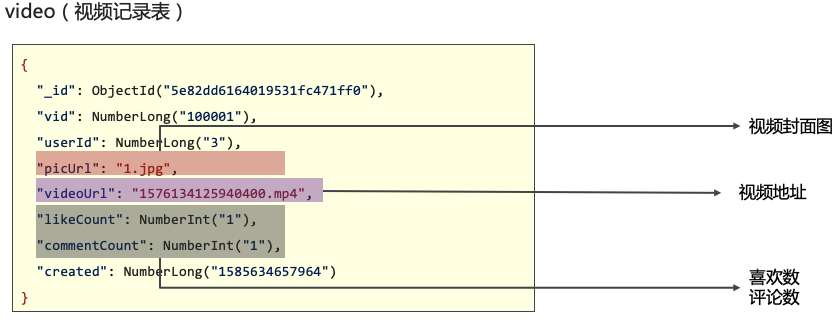 video（视频记录表）
{
"_id": ObjectId("5e82dd6164019531fc471ff0"),
"vid": NumberLong("100001"),
"userId": NumberLong("3"),
视频封面图
"picUrl": "1.jpg",
"videoUrl": "1576134125940400.mp4",
视频地址
"likeCount": NumberInt("1"),
"commentCount": NumberInt("1"),
"created": NumberLong("1585634657964")
喜欢数
评论数
}